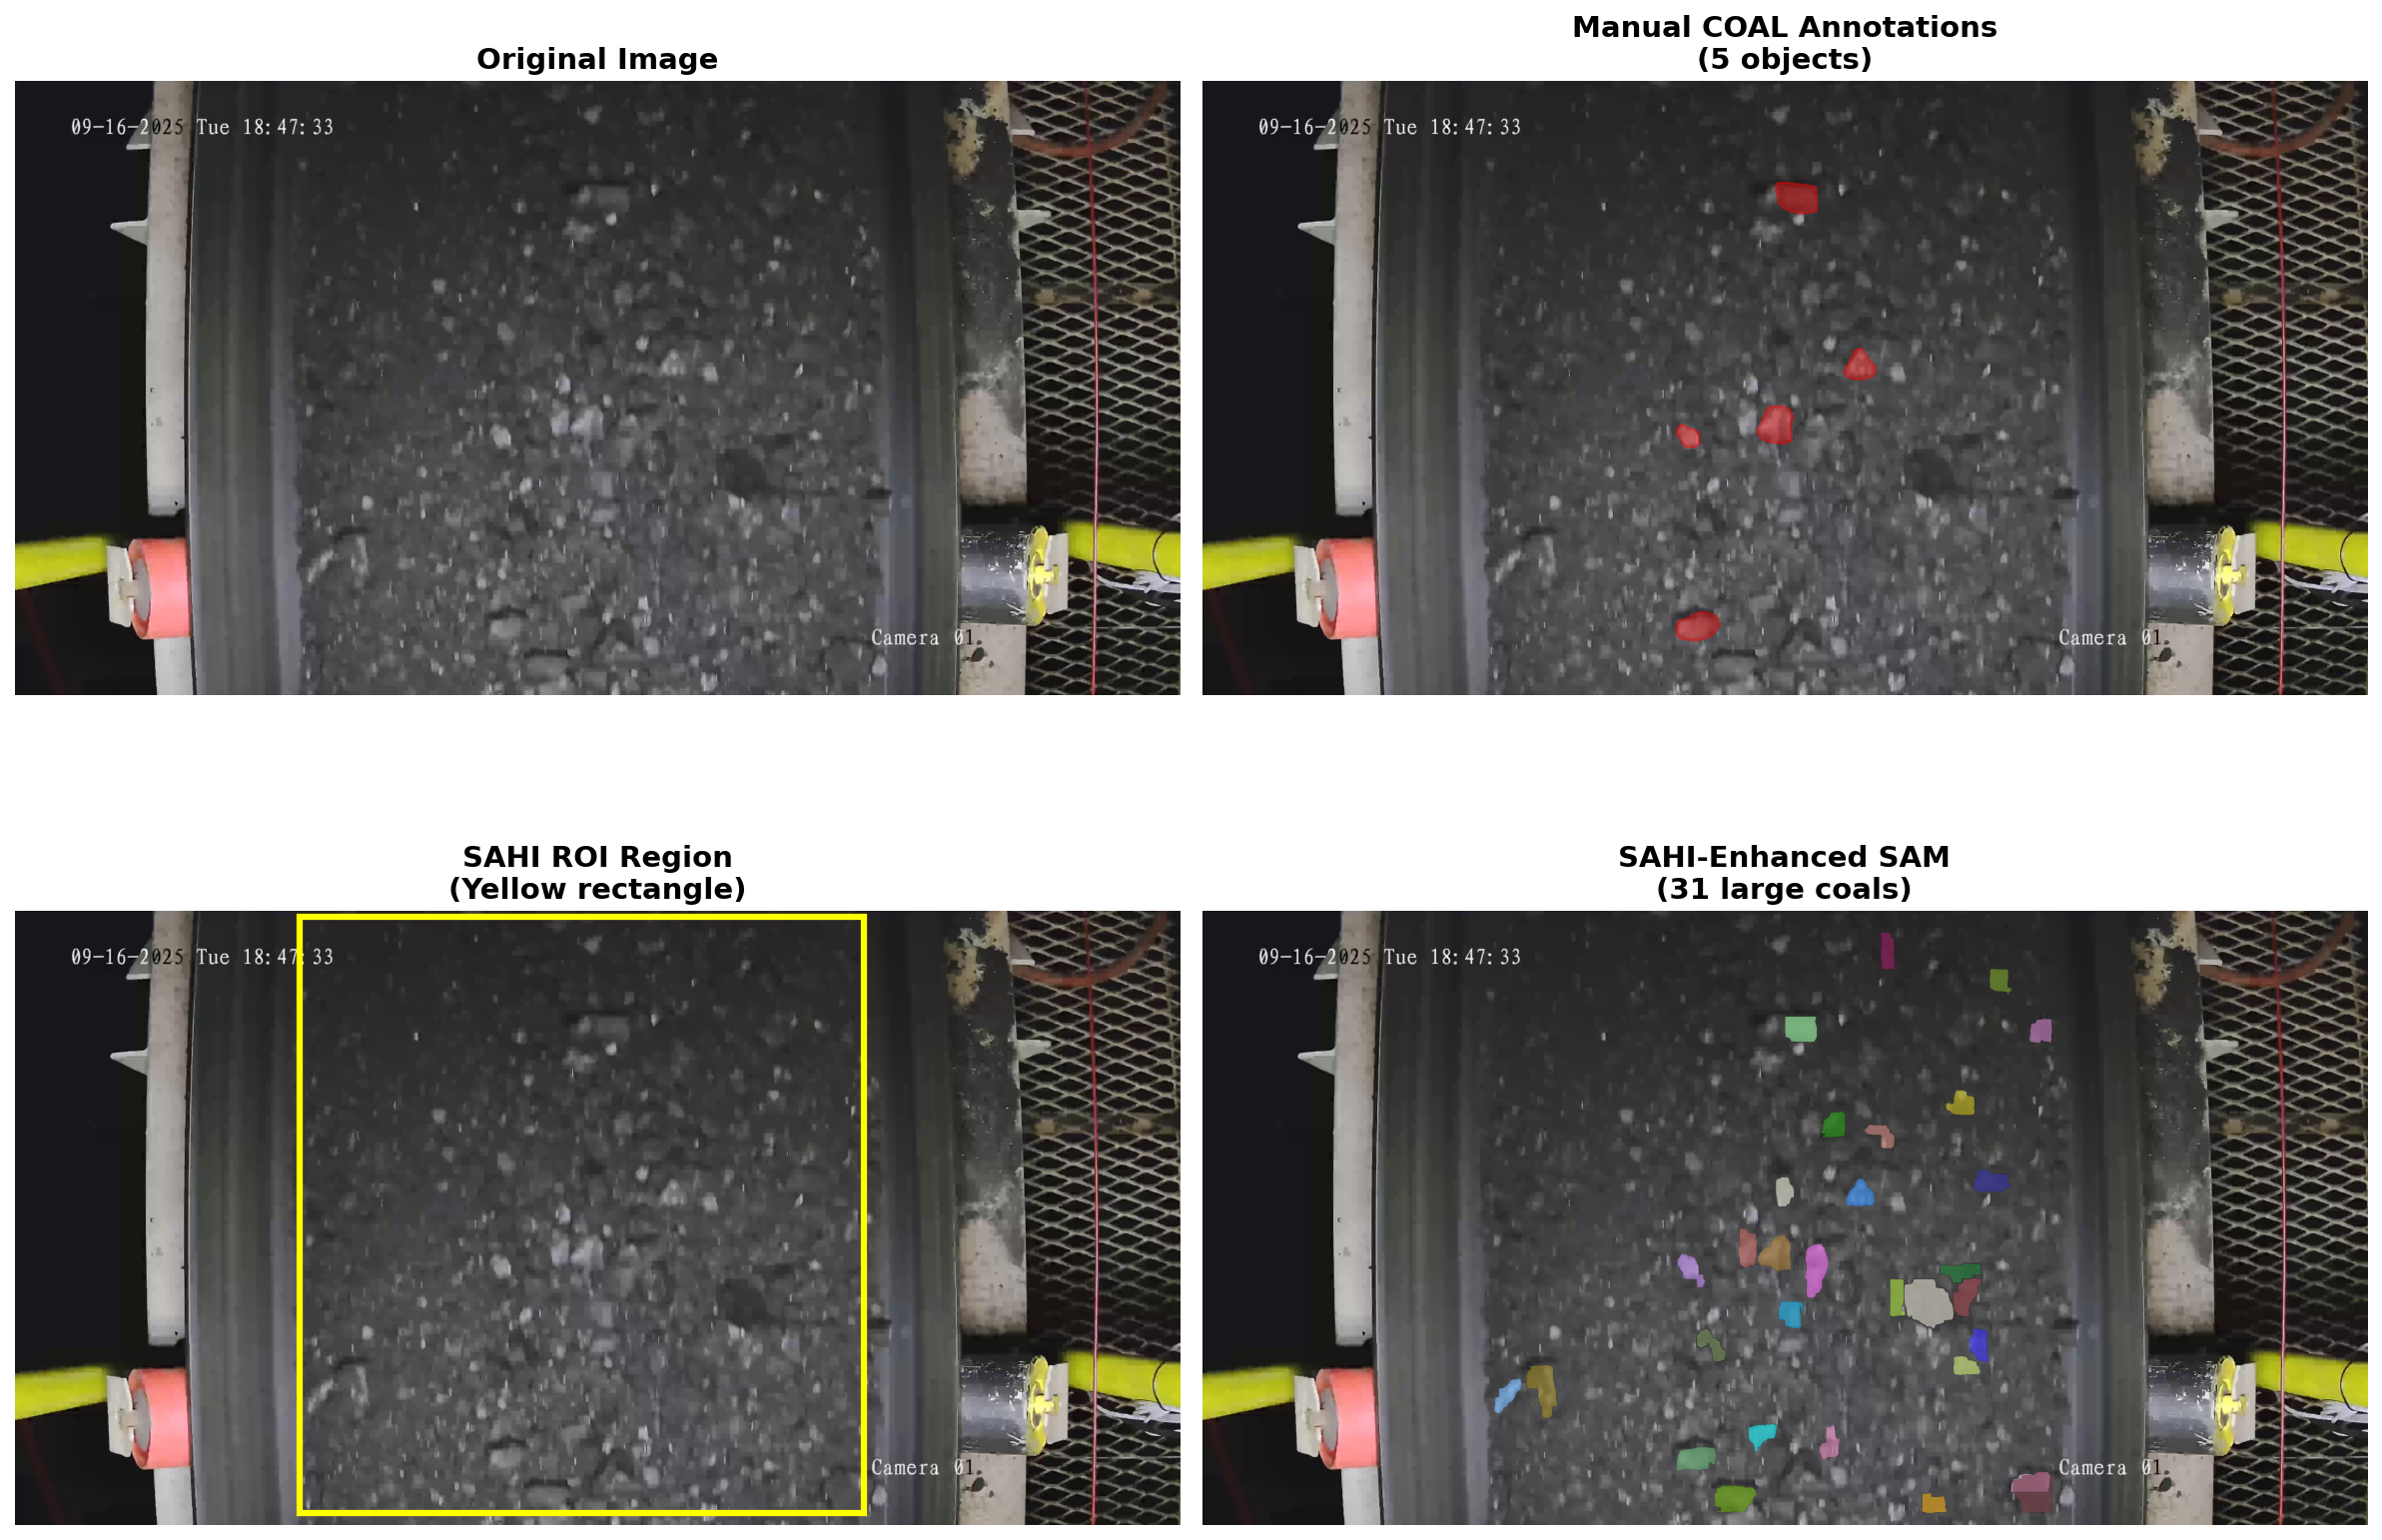 Original Image
09-16-2025 Tue 18:47:33
Camera 01
Manual COAL Annotations
(5 objects)
09-16-2025 Tue 18:47:33
Camera 01
SAHI ROI Region
(Yellow rectangle)
09-16-2025 Tue 18:47:33
Camera 01
SAHI-Enhanced SAM
(31 large coals)
09-16-2025 Tue 18:47:33
Camera 01